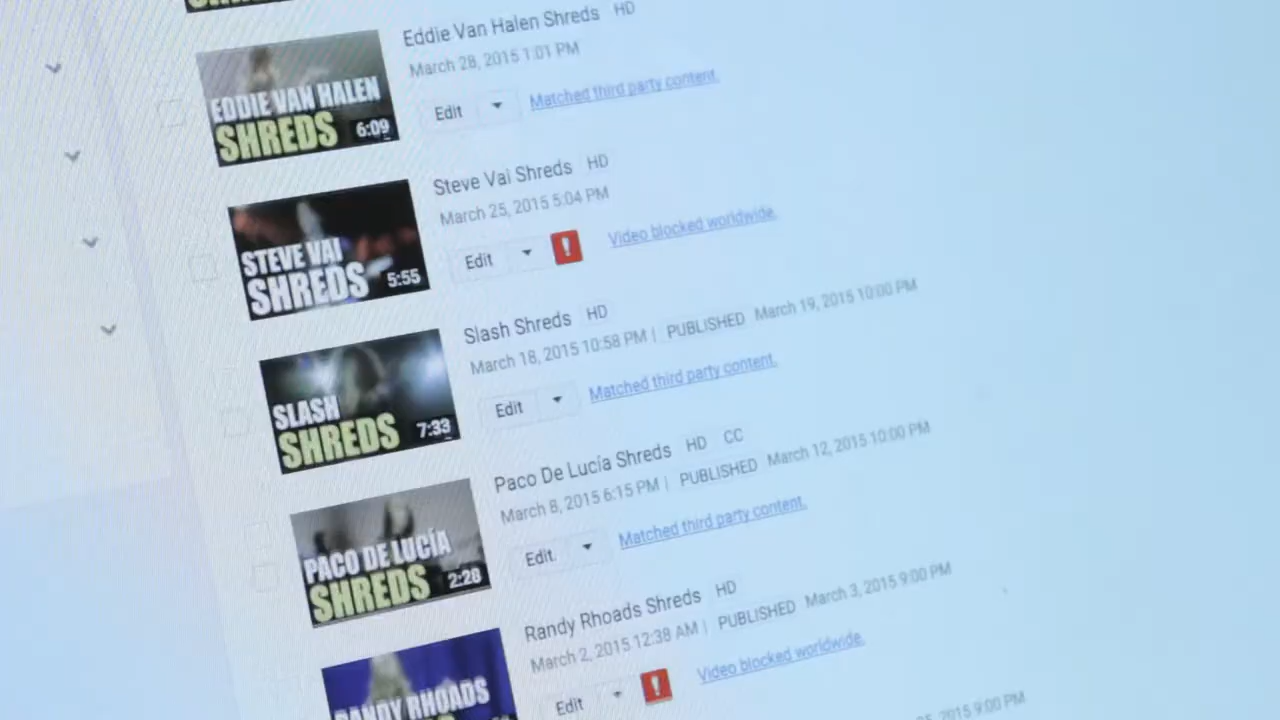 Eddie Van Halen Shreds HD
March 28, 2015 1:01 PM
EDDIE VAN HALEN
SHREDS
6:09
Edit
Matched third party content.
Steve Vai Shreds HD
March 25, 2015 5:04 PM
STEVE VAI
SHREDS
5:55
Edit
Video blocked worldwide.
Slash Shreds HD
March 18, 2015 10:58 PM | PUBLISHED March 19, 2015 10:00 PM
SLASH
SHREDS
7:33
Edit
Matched third party content.
Paco De Lucía Shreds HD CC
March 8, 2015 6:15 PM | PUBLISHED March 12, 2015 10:00 PM
PACO DE LUCÍA
SHREDS
2:28
Edit
Matched third party content.
Randy Rhoads Shreds HD
March 2, 2015 12:38 AM | PUBLISHED March 3, 2015 9:00 PM
RANDY RHOADS
Edit
Video blocked worldwide.
2015 9:00 PM